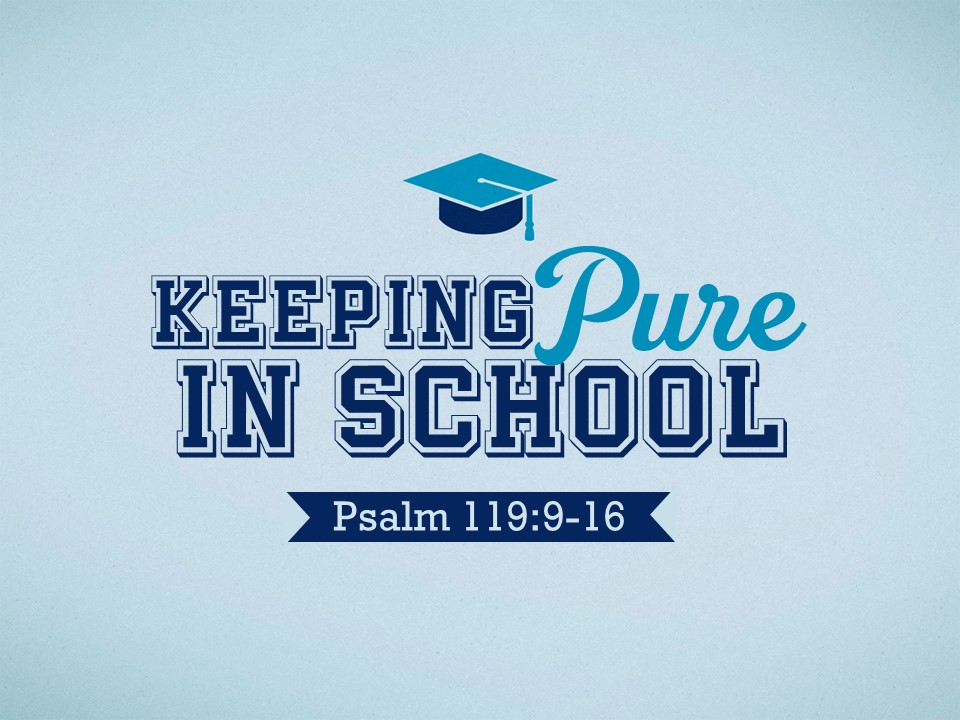 KEEPING Pure
IN SCHOOL
Psalm 119:9-16